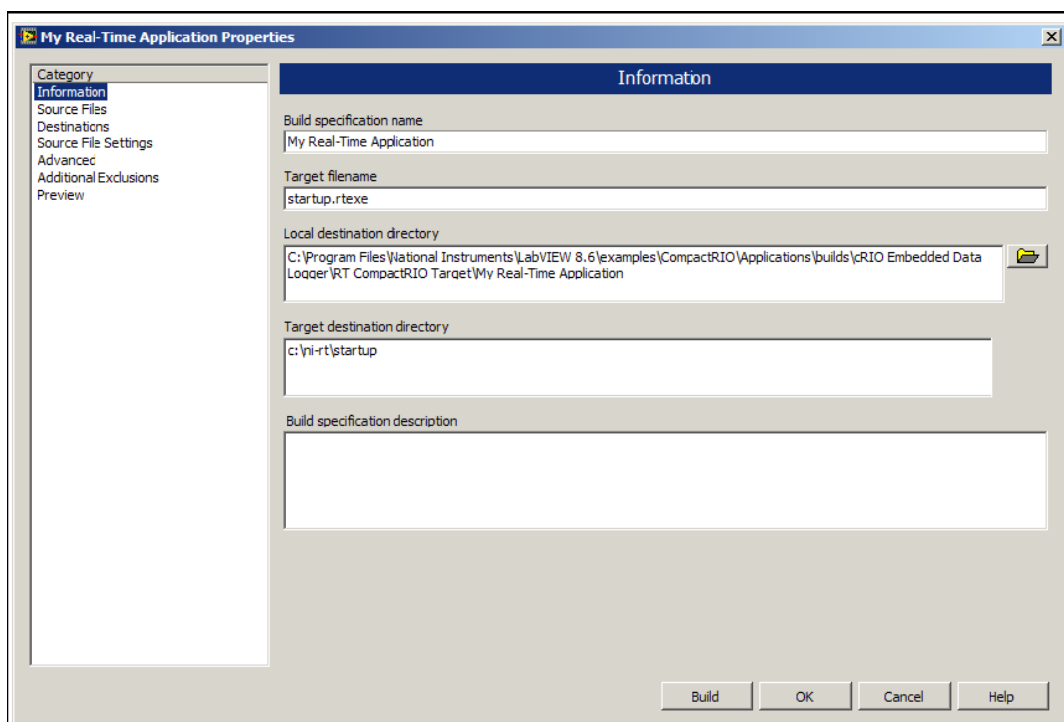 My Real-Time Application Properties
Category
Information
Source Files
Destinations
Source File Settings
Advanced
Additional Exclusions
Preview
Information
Build specification name
My Real-Time Application
Target filename
startup.rtexe
Local destination directory
C:\Program Files\National Instruments\LabVIEW 8.6\examples\CompactRIO\Applications\builds\cRIO Embedded Data
Logger\RT CompactRIO Target\My Real-Time Application
Target destination directory
c:\ni-rt\startup
Build specification description
Build OK Cancel Help